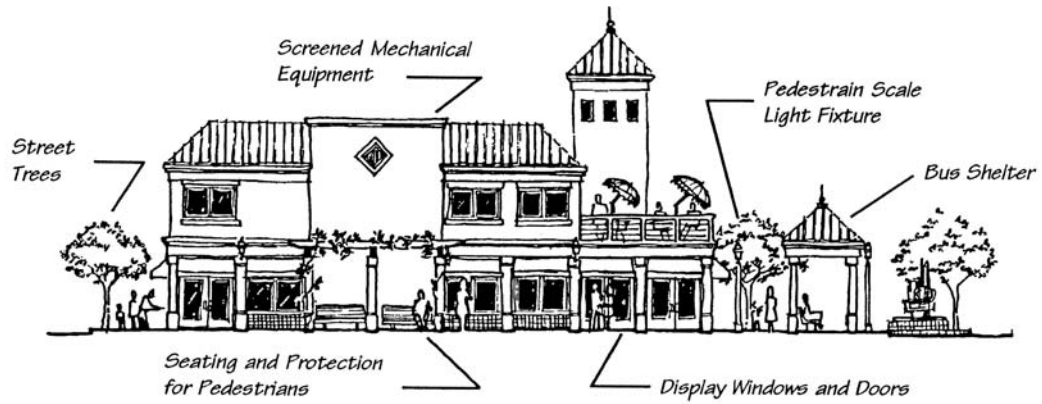 Screened Mechanical
Equipment
Pedestrain Scale
Light Fixture
Street
Trees
Bus Shelter
Seating and Protection
for Pedestrians
Display Windows and Doors